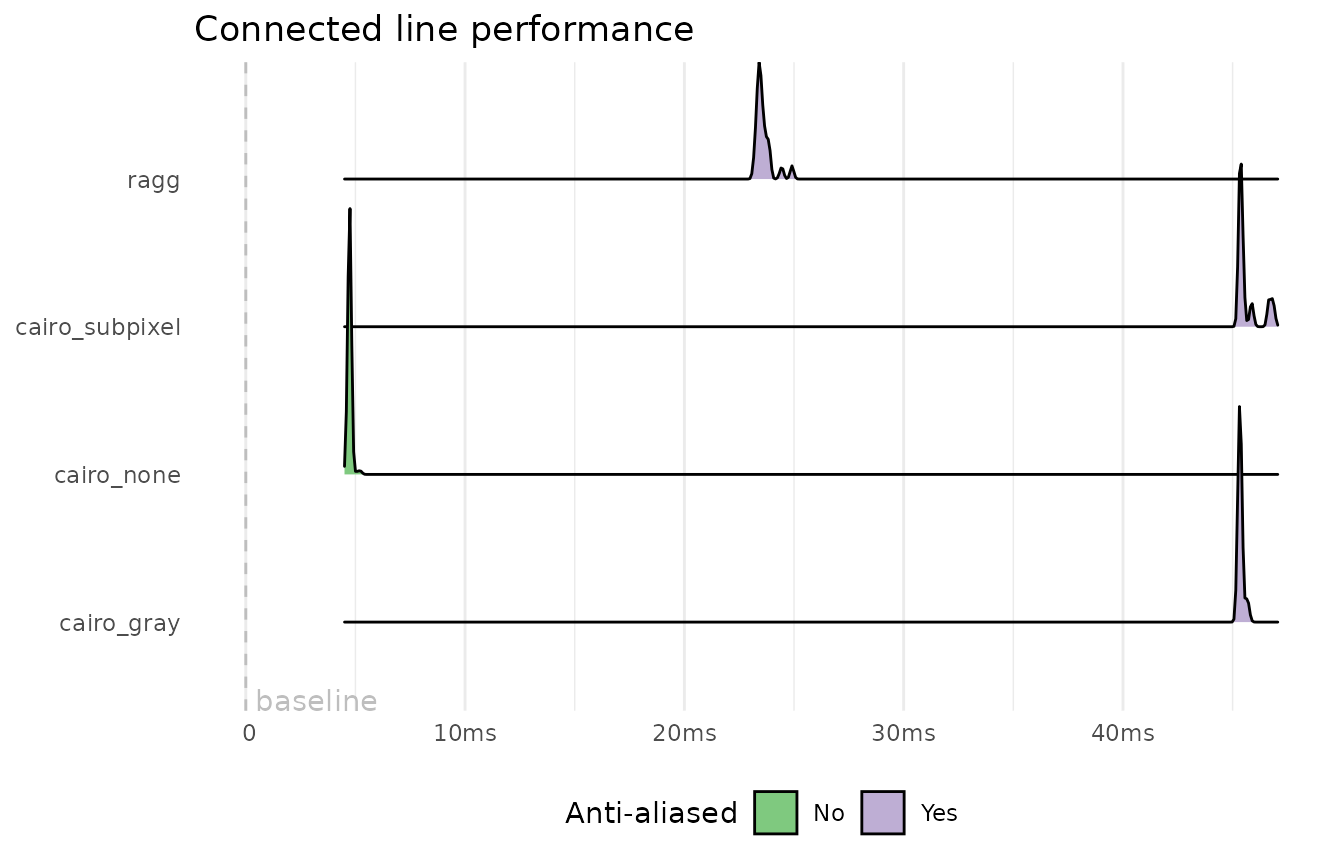 Connected line performance
ragg
cairo_subpixel
cairo_none
cairo_gray
baseline
0 10ms 20ms 30ms 40ms
Anti-aliased No Yes